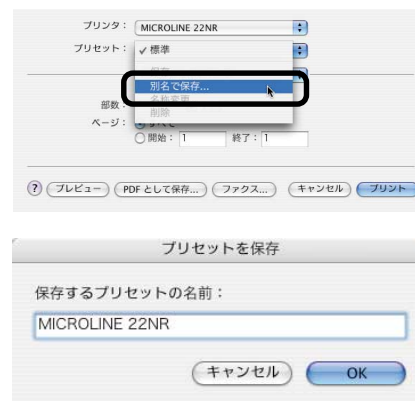 プリンタ： MICROLINE 22NR
プリセット： ✓ 標準
保存
別名で保存...
名称変更
部数： 削除
ページ： すべて
開始： 1 終了： 1
? プレビュー PDF として保存... ファクス... キャンセル プリント
プリセットを保存
保存するプリセットの名前：
MICROLINE 22NR
キャンセル OK